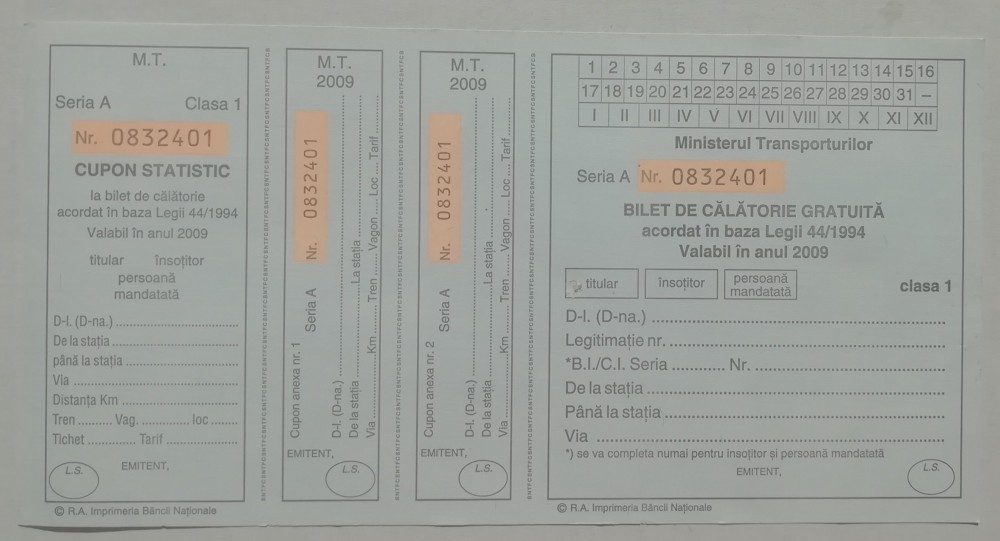 M.T.
Seria A Clasa 1
Nr. 0832401
CUPON STATISTIC
la bilet de călătorie
acordat în baza Legii 44/1994
Valabil în anul 2009
titular însoțitor
persoană
mandatată
D-l. (D-na.)
De la stația
până la stația
Via
Distanța Km
Tren Vag. loc
Tichet Tarif
EMITENT,
L.S.
© R.A. Imprimeria Băncii Naționale
M.T.
2009
Cupon anexa nr. 1 Seria A Nr. 0832401
D-l. (D-na.)
De la stația La stația
Via Km Tren Vagon Loc Tarif
EMITENT,
L.S.
M.T.
2009
Cupon anexa nr. 2 Seria A Nr. 0832401
D-l. (D-na.)
De la stația La stația
Via Km Tren Vagon Loc Tarif
EMITENT,
L.S.
1 2 3 4 5 6 7 8 9 10 11 12 13 14 15 16
17 18 19 20 21 22 23 24 25 26 27 28 29 30 31 –
I II III IV V VI VII VIII IX X XI XII
Ministerul Transporturilor
Seria A Nr. 0832401
BILET DE CĂLĂTORIE GRATUITĂ
acordat în baza Legii 44/1994
Valabil în anul 2009
titular însoțitor persoană mandatată clasa 1
D-l. (D-na.)
Legitimație nr.
*B.I./C.I. Seria Nr.
De la stația
Până la stația
Via
*) se va completa numai pentru însoțitor și persoană mandatată
EMITENT,
L.S.
© R.A. Imprimeria Băncii Naționale